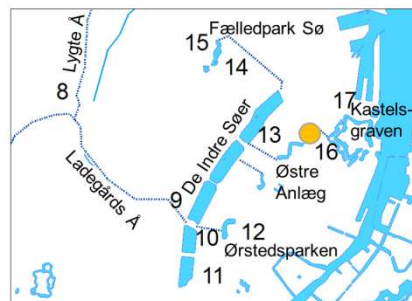 15
Fælledpark Sø
14
Lygte Å
8
17
Kastels-
graven
De Indre Søer
13
16
Østre
Anlæg
Ladegårds Å
9
10
12
Ørstedsparken
11